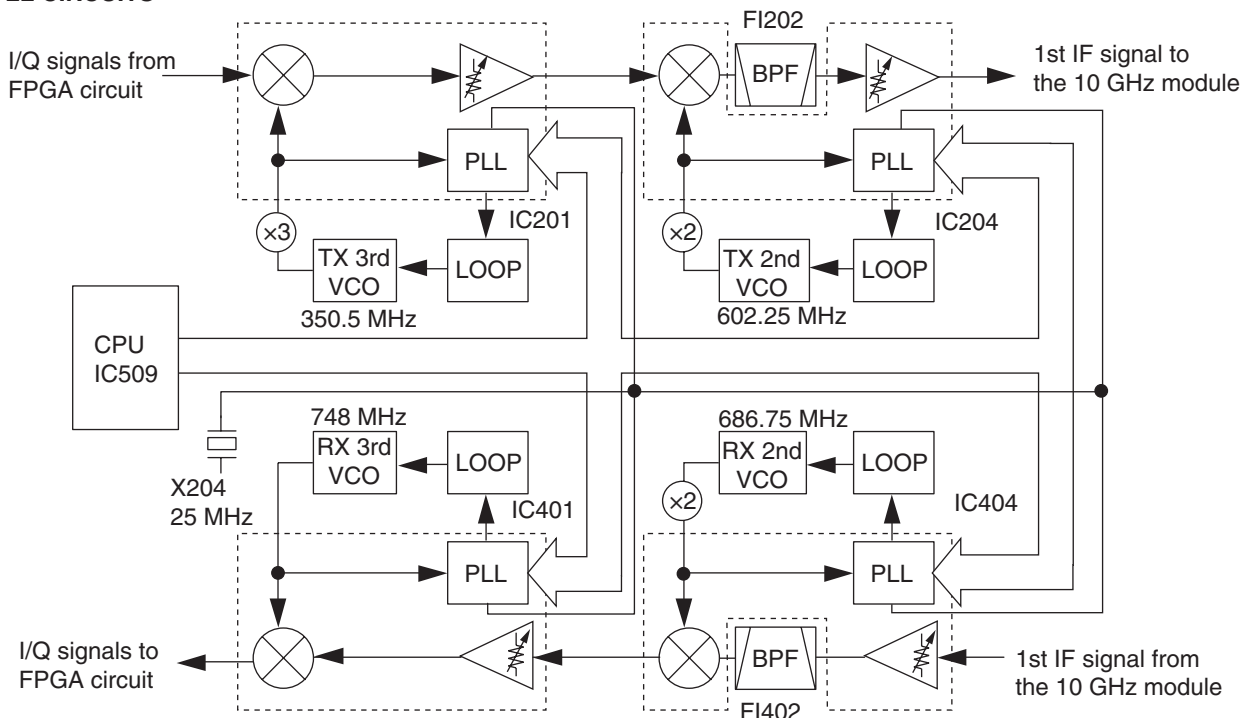 FI202
I/Q signals from
FPGA circuit
BPF
1st IF signal to
the 10 GHz module
PLL
PLL
×3
IC201
×2
IC204
TX 3rd
VCO
LOOP
TX 2nd
VCO
LOOP
350.5 MHz
602.25 MHz
CPU
IC509
748 MHz
686.75 MHz
RX 3rd
VCO
LOOP
RX 2nd
VCO
LOOP
X204
25 MHz
IC401
×2
IC404
PLL
PLL
I/Q signals to
FPGA circuit
BPF
1st IF signal from
the 10 GHz module
FI402